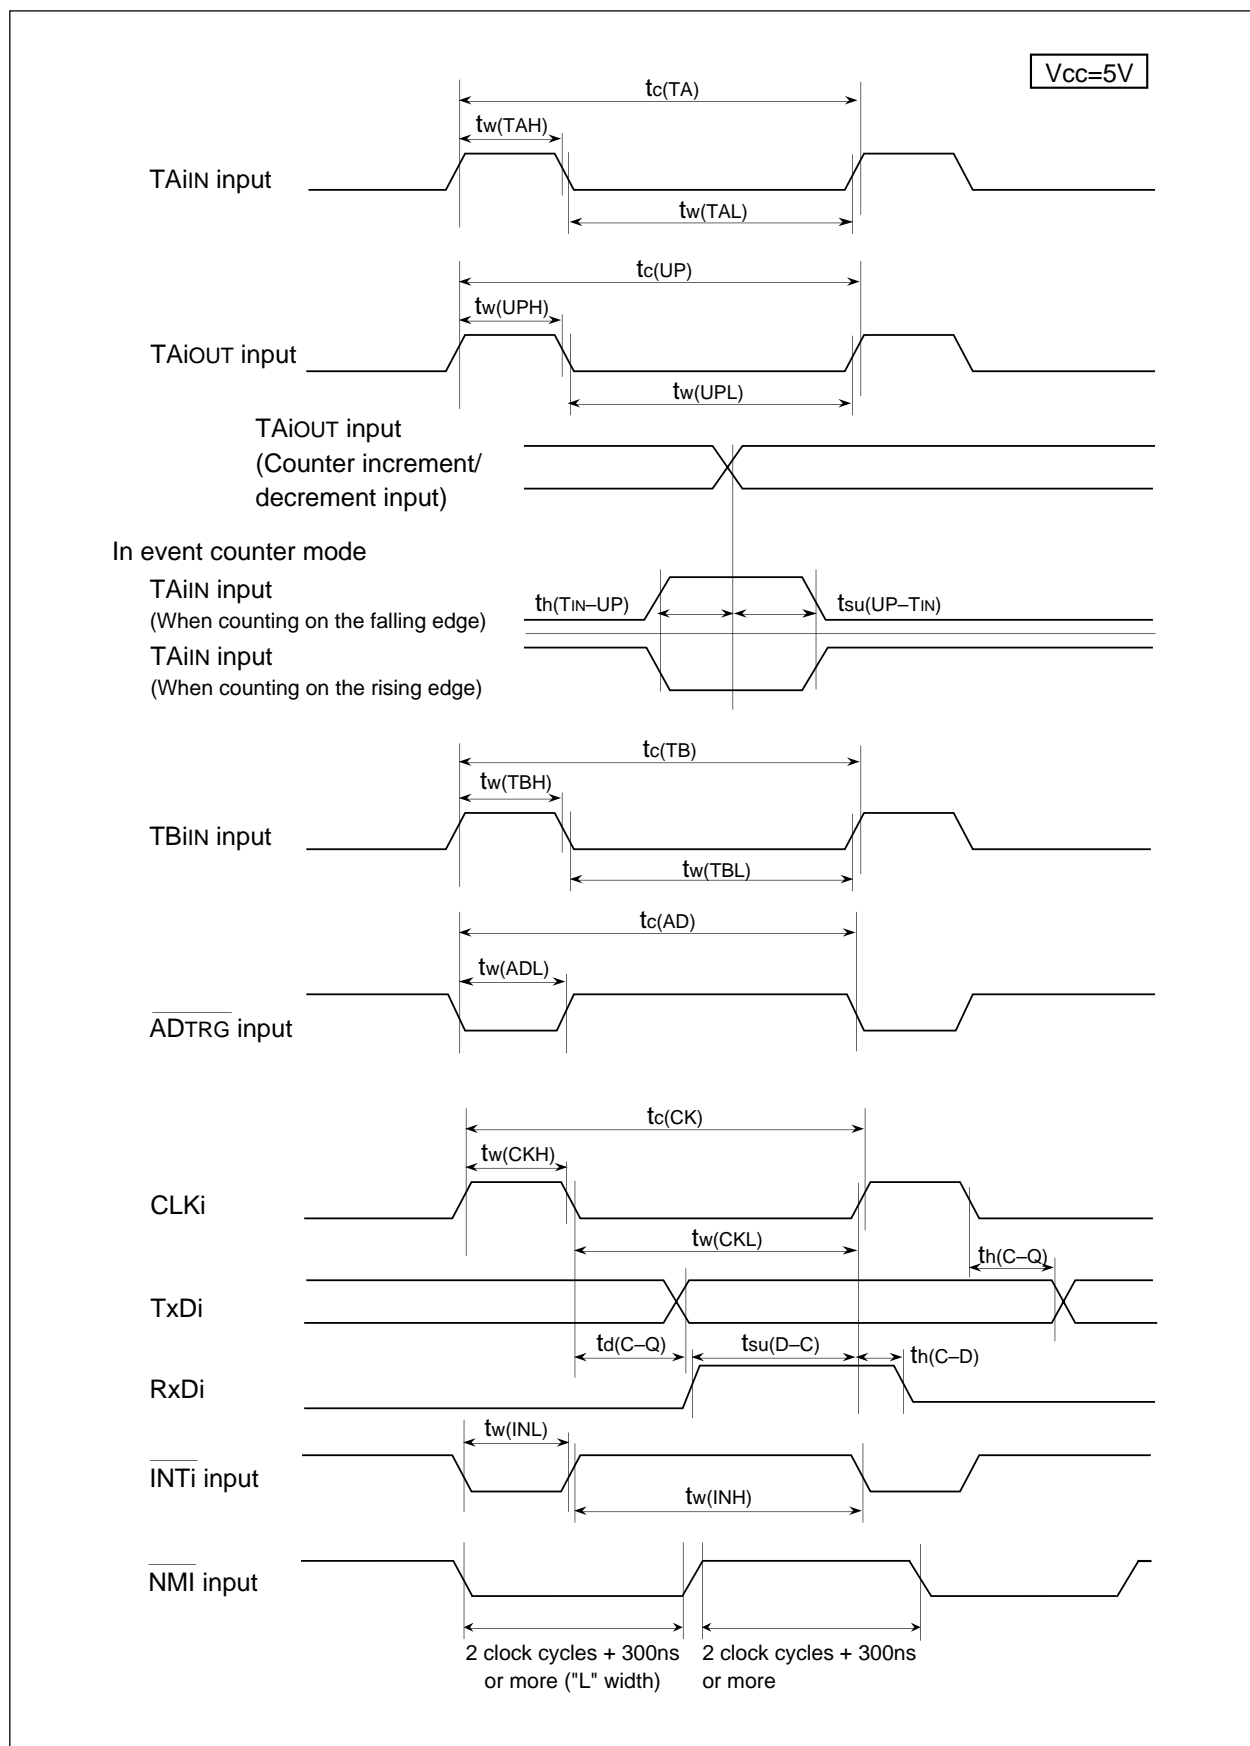 Vcc=5V
tc(TA)
tw(TAH)
TAiIN input
tw(TAL)
tc(UP)
tw(UPH)
TAiOUT input
tw(UPL)
TAiOUT input
(Counter increment/
decrement input)
In event counter mode
TAiIN input
(When counting on the falling edge)
th(TIN–UP)
tsu(UP–TIN)
TAiIN input
(When counting on the rising edge)
tc(TB)
tw(TBH)
TBiIN input
tw(TBL)
tc(AD)
tw(ADL)
ADTRG input
tc(CK)
tw(CKH)
CLKi
tw(CKL)
th(C–Q)
TxDi
td(C–Q)
tsu(D–C)
th(C–D)
RxDi
tw(INL)
INTi input
tw(INH)
NMI input
2 clock cycles + 300ns
or more ("L" width)
2 clock cycles + 300ns
or more